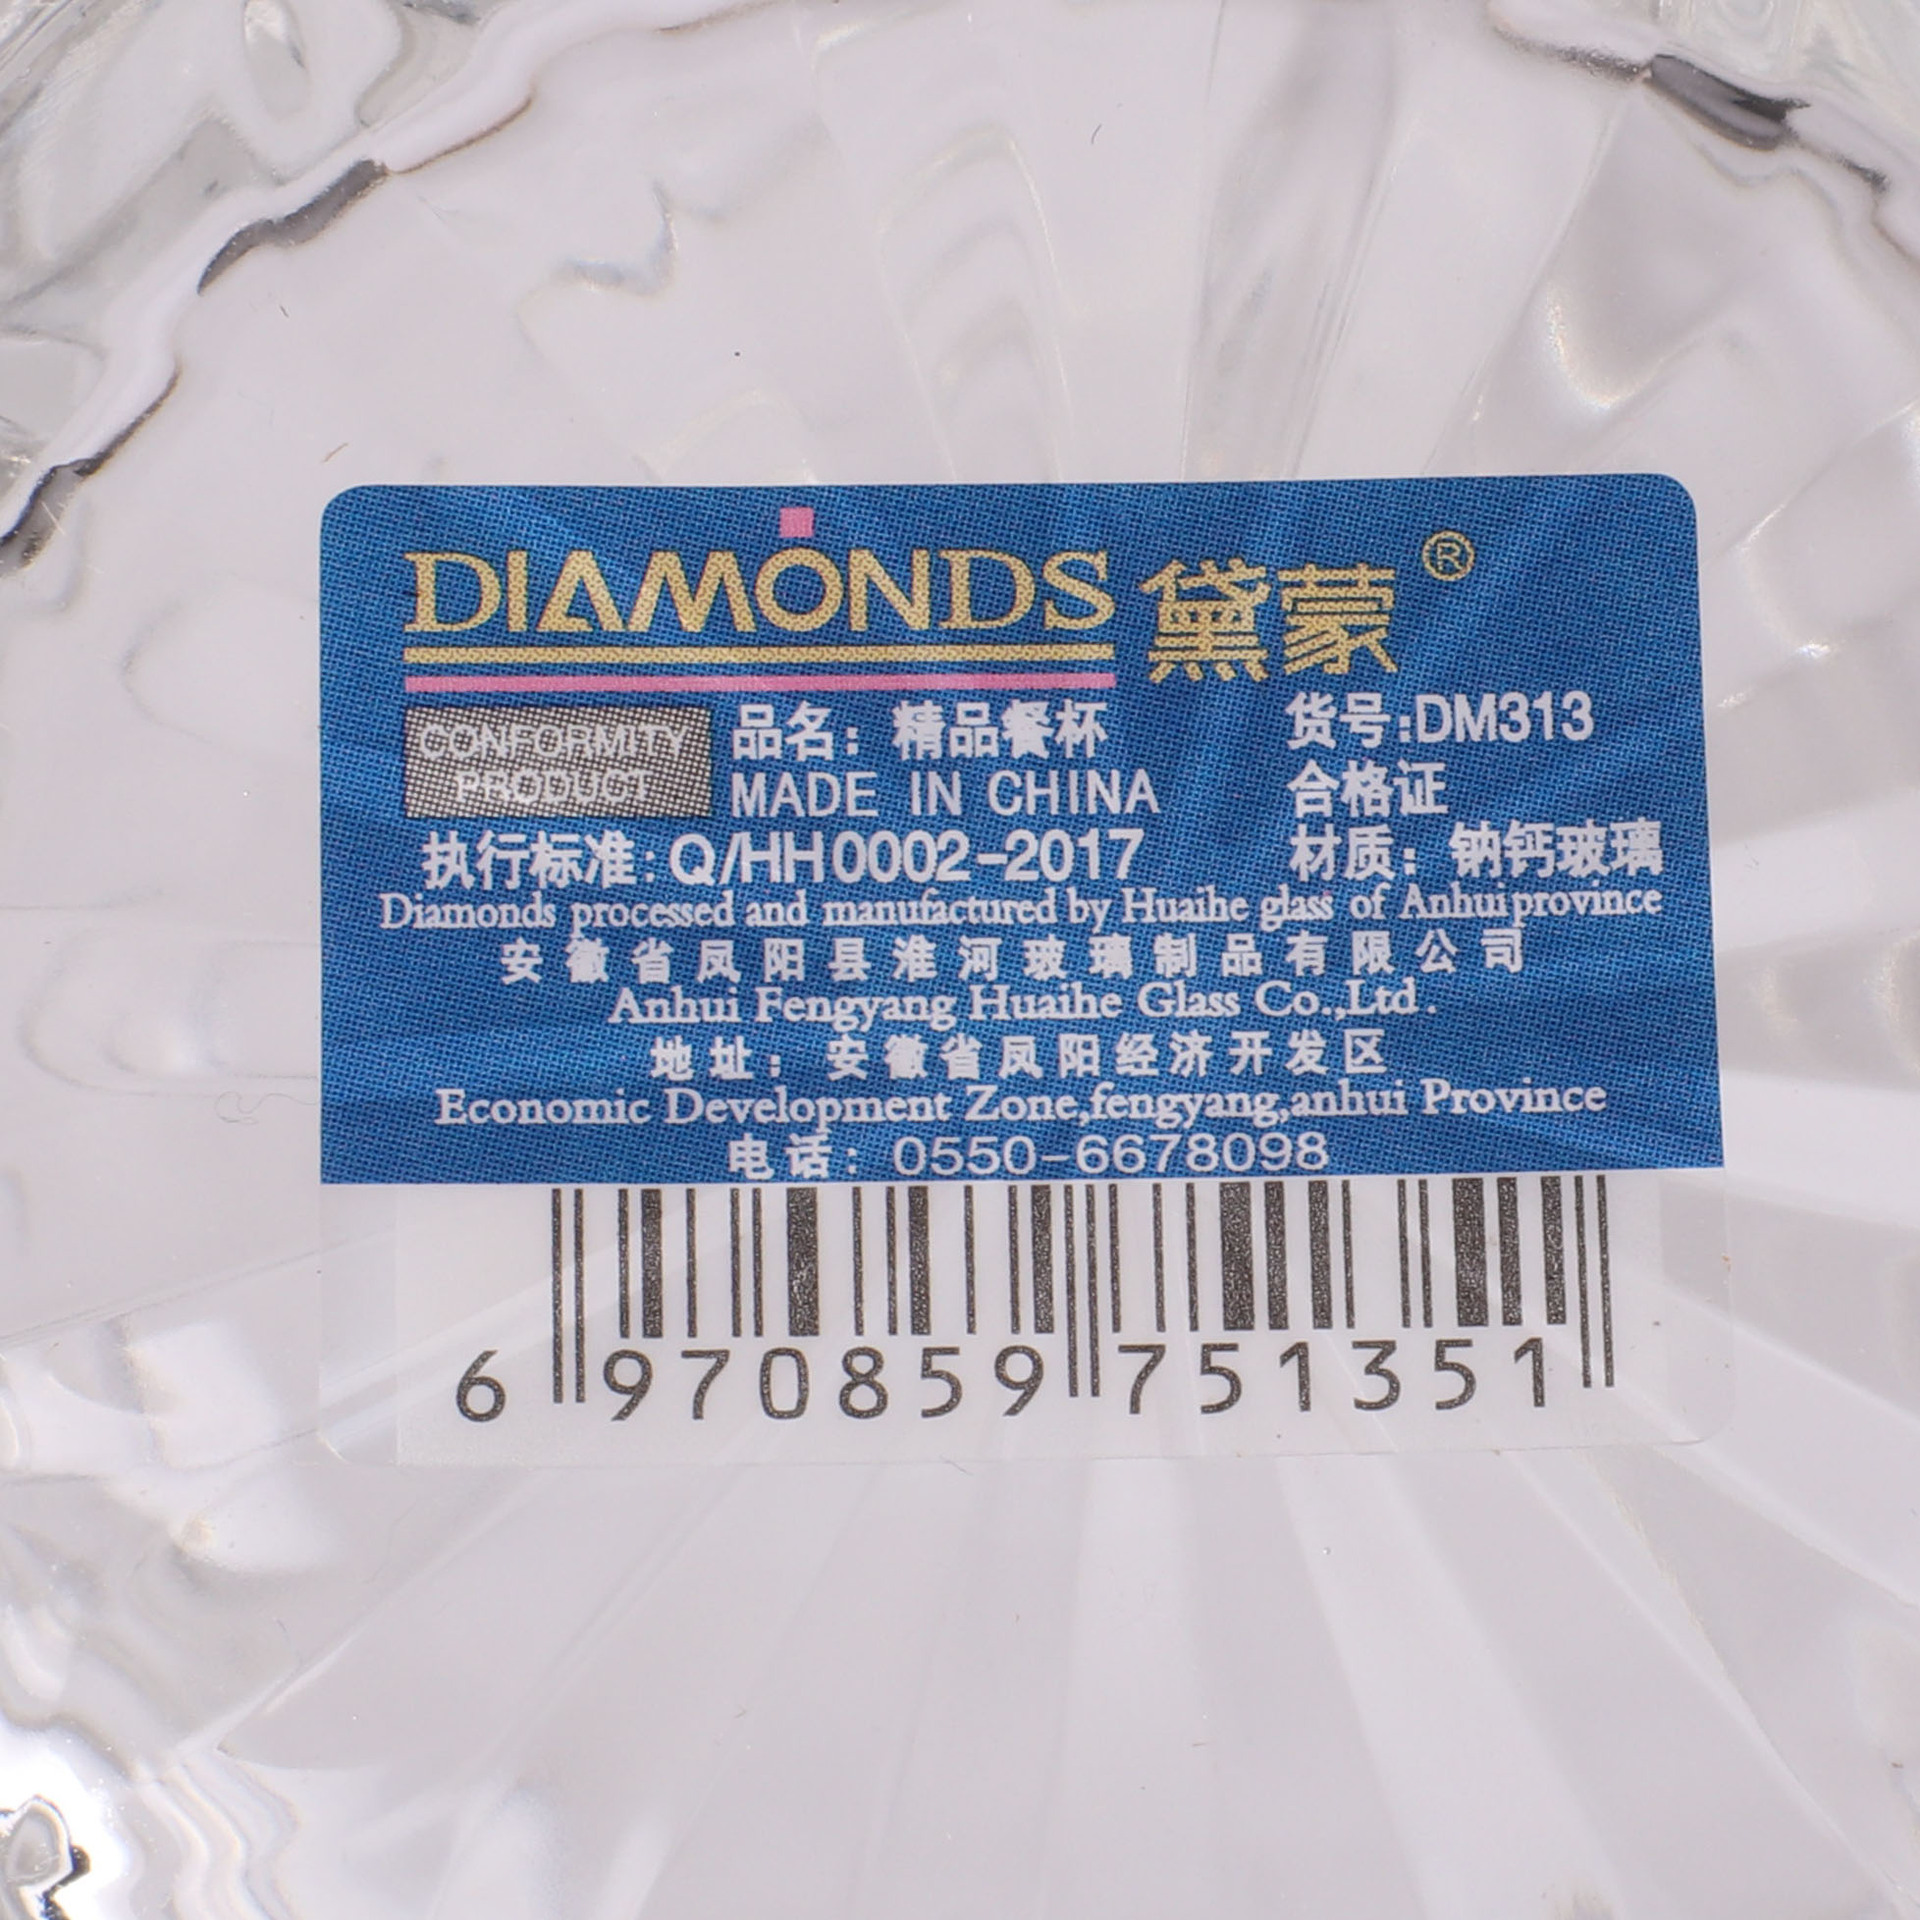 DIAMONDS 黛蒙®
CONFORMITY PRODUCT
品名：精品餐杯 货号:DM313
MADE IN CHINA 合格证
执行标准:Q/HH0002-2017 材质：钠钙玻璃
Diamonds processed and manufactured by Huaihe glass of Anhuiprovince
安徽省凤阳县淮河玻璃制品有限公司
Anhui Fengyang Huaihe Glass Co.,Ltd.
地址：安徽省凤阳经济开发区
Economic Development Zone,fengyang,anhui Province
电话：0550-6678098
6 970859 751351